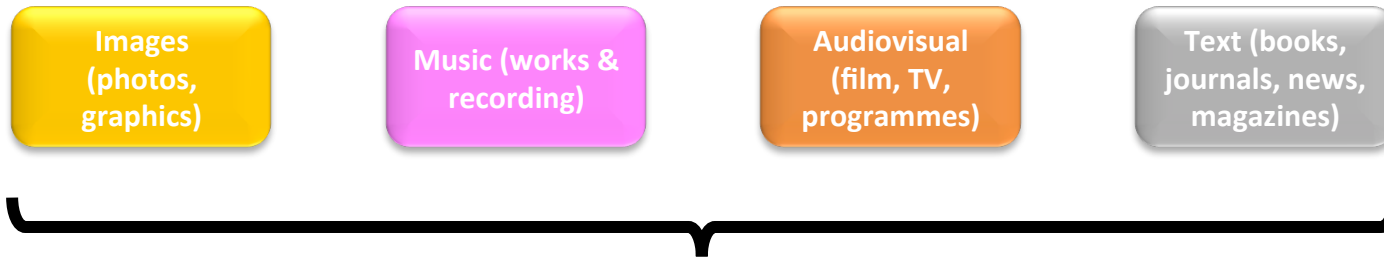 Images
(photos,
graphics)
Music (works &
recording)
Audiovisual
(film, TV,
programmes)
Text (books,
journals, news,
magazines)